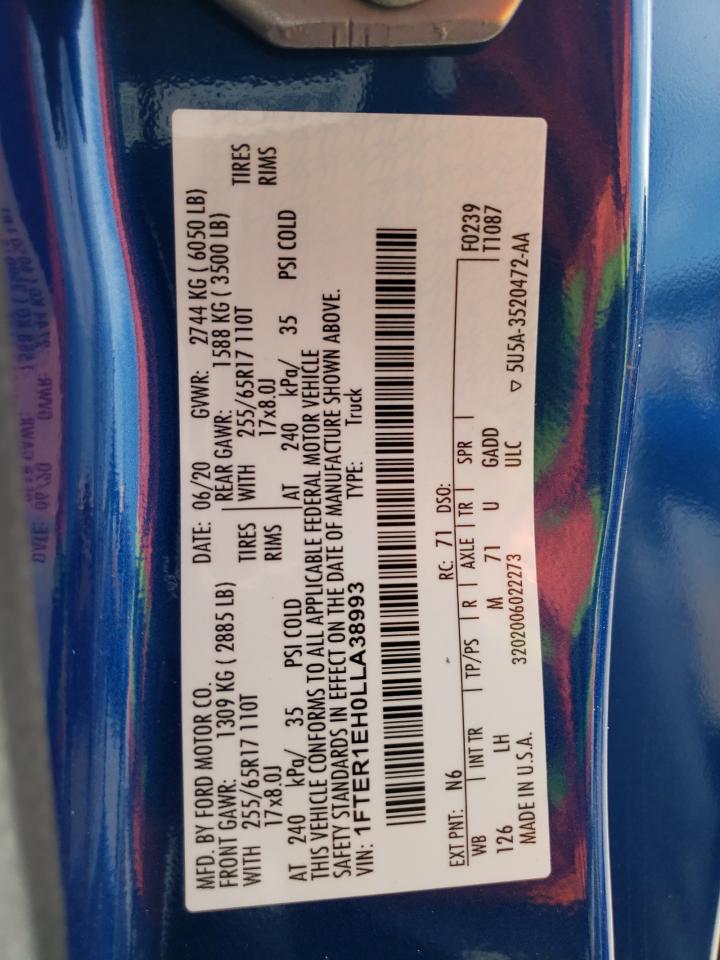 MFD. BY FORD MOTOR CO.
DATE: 06/20 GVWR: 2744 KG ( 6050 LB)
FRONT GAWR: 1309 KG ( 2885 LB)
REAR GAWR: 1588 KG ( 3500 LB)
WITH 255/65R17 110T TIRES
17x8.0J RIMS
AT 240 kPa/ 35 PSI COLD
WITH 255/65R17 110T TIRES
17x8.0J RIMS
AT 240 kPa/ 35 PSI COLD
THIS VEHICLE CONFORMS TO ALL APPLICABLE FEDERAL MOTOR VEHICLE
SAFETY STANDARDS IN EFFECT ON THE DATE OF MANUFACTURE SHOWN ABOVE.
VIN: 1FTER1EH0LLA38993 TYPE: Truck
EXT PNT: N6 RC: 71 DSO:
WB INT TR TP/PS R AXLE TR SPR F0239
126 LH M 71 U GADD T1087
ULC
MADE IN U.S.A. 3202006022273 ▽ 5U5A-3520472-AA